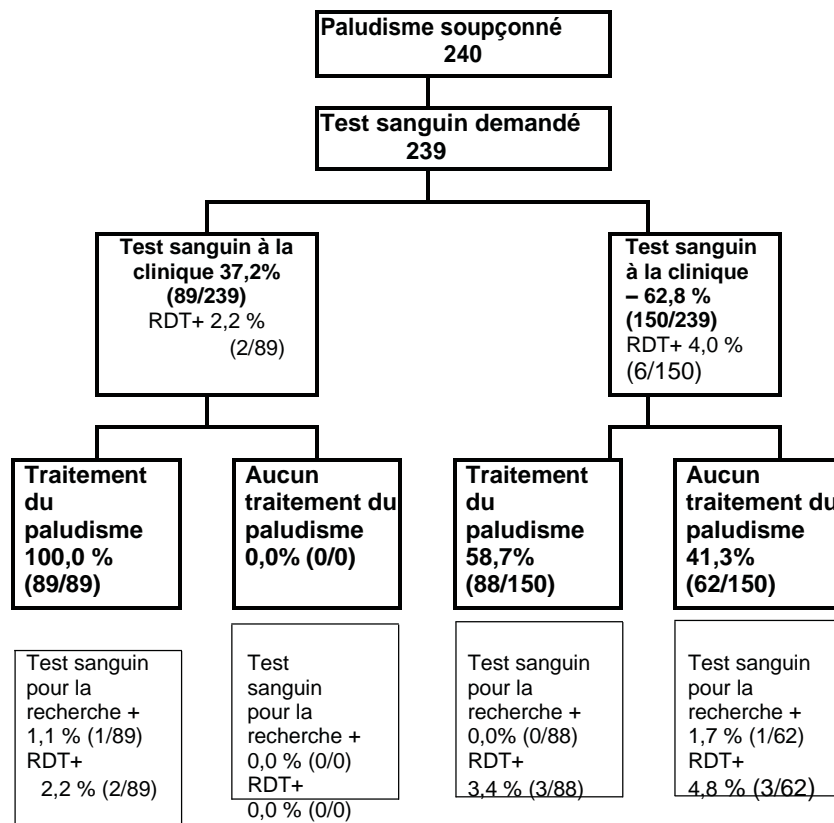 Paludisme soupçonné
240
Test sanguin demandé
239
Test sanguin à la
clinique 37,2%
(89/239)
RDT+ 2,2 %
(2/89)
Test sanguin
à la clinique
– 62,8 %
(150/239)
RDT+ 4,0 %
(6/150)
Traitement
du
paludisme
100,0 %
(89/89)
Aucun
traitement du
paludisme
0,0% (0/0)
Traitement
du
paludisme
58,7%
(88/150)
Aucun
traitement du
paludisme
41,3%
(62/150)
Test sanguin
pour la
recherche +
1,1 % (1/89)
RDT+
2,2 % (2/89)
Test
sanguin
pour la
recherche +
0,0 % (0/0)
RDT+
0,0 % (0/0)
Test sanguin
pour la
recherche +
0,0% (0/88)
RDT+
3,4 % (3/88)
Test sanguin
pour la
recherche +
1,7 % (1/62)
RDT+
4,8 % (3/62)